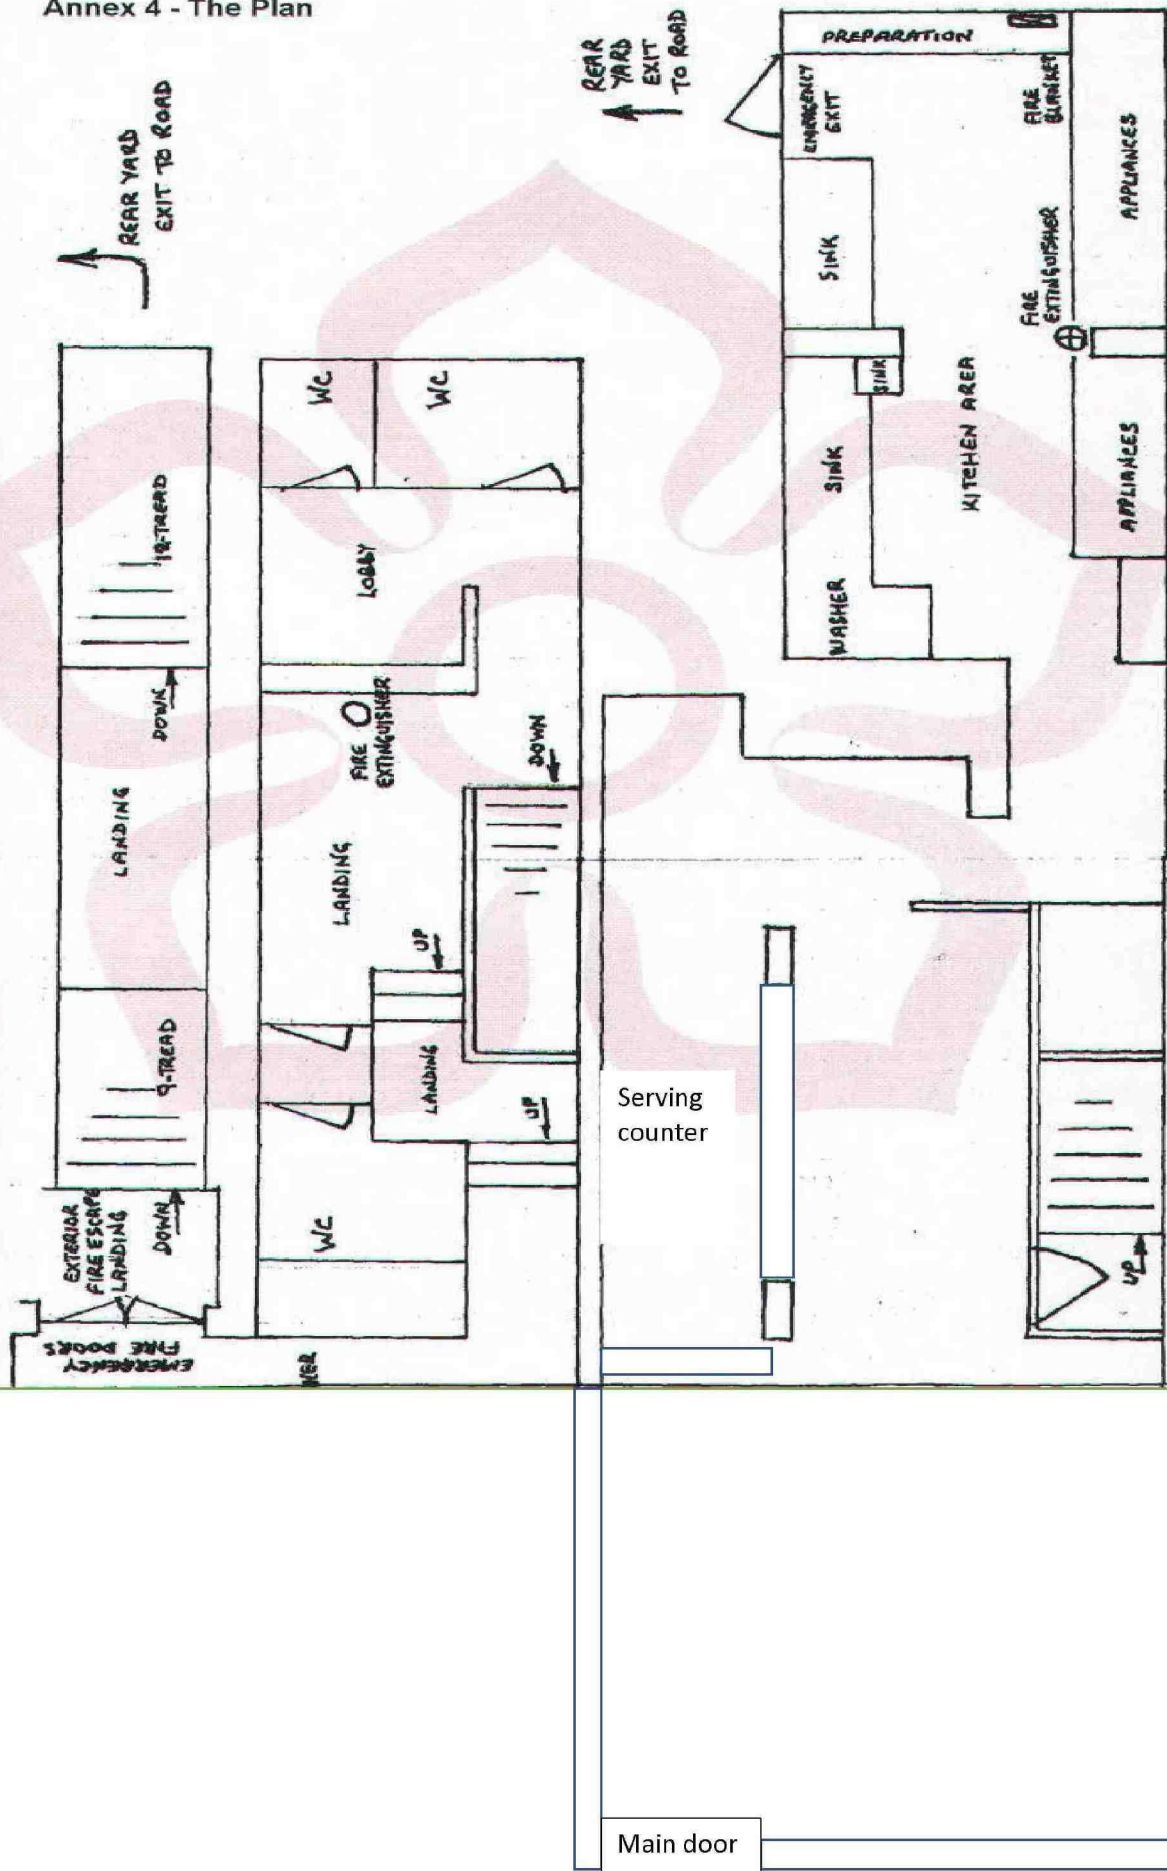 Annex 4 - The Plan
REAR YARD
EXIT TO ROAD
12-TREAD
DOWN
LANDING
9-TREAD
DOWN
EXTERIOR
FIRE ESCAPE
LANDING
EMERGENCY
FIRE DOORS
WC
WC
LOBBY
FIRE
EXTINGUISHER
DOWN
LANDING
UP
LANDING
UP
WC
REAR
YARD
EXIT
TO ROAD
PREPARATION
EMERGENCY
EXIT
FIRE
BLANKET
SINK
FIRE
EXTINGUISHER
APPLIANCES
SINK
SINK
KITCHEN AREA
APPLIANCES
WASHER
Serving
counter
UP
Main door